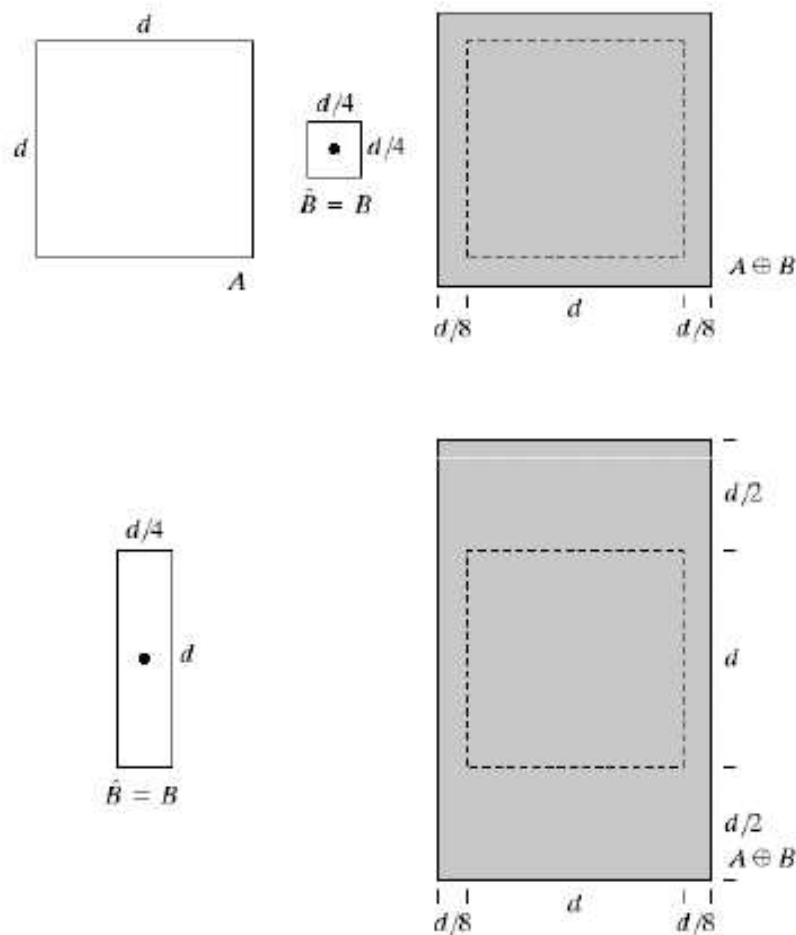 d
d
A
d/4
d/4
B̂ = B
A ⊕ B
d/8
d
d/8
d/4
d
B̂ = B
d/2
d
d/2
A ⊕ B
d/8
d
d/8